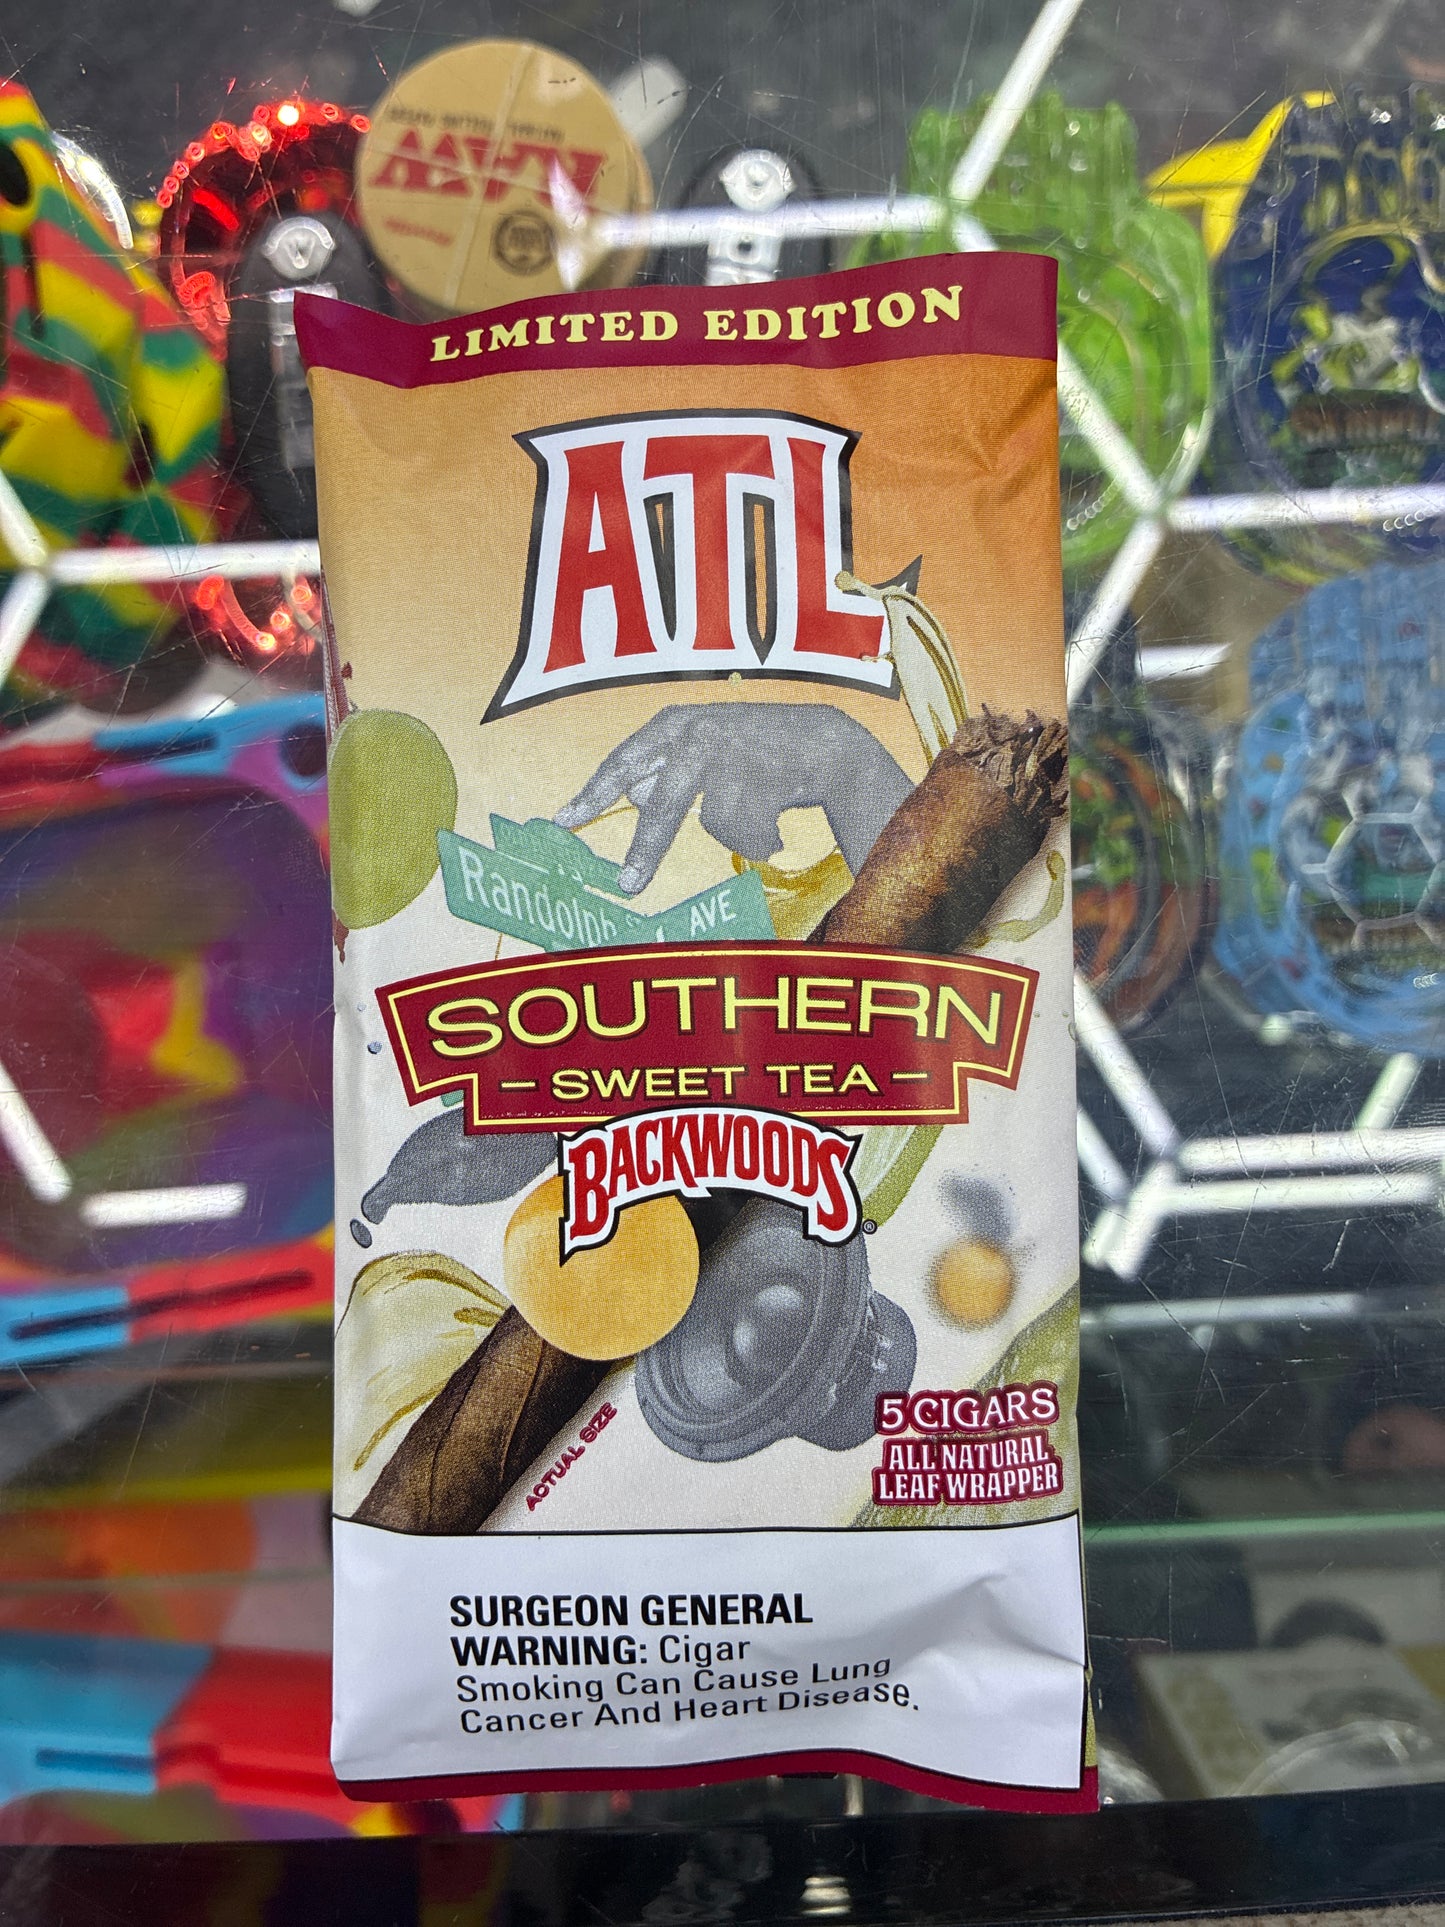 RAW
LIMITED EDITION
ATL
Randolph
AVE
SOUTHERN
- SWEET TEA -
BACKWOODS®
ACTUAL SIZE
5 CIGARS
ALL NATURAL
LEAF WRAPPER
SURGEON GENERAL
WARNING: Cigar
Smoking Can Cause Lung
Cancer And Heart Disease.